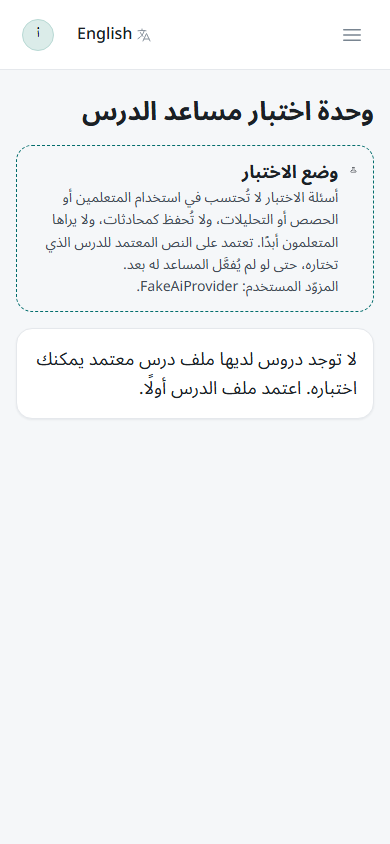 i
English
وحدة اختبار مساعد الدرس
وضع الاختبار
أسئلة الاختبار لا تُحتسب في استخدام المتعلمين أو
الحصص أو التحليلات، ولا تُحفظ كمحادثات، ولا يراها
المتعلمون أبدًا. تعتمد على النص المعتمد للدرس الذي
تختاره، حتى لو لم يُفعَّل المساعد له بعد.
المزوّد المستخدم: FakeAiProvider.
لا توجد دروس لديها ملف درس معتمد يمكنك
اختباره. اعتمد ملف الدرس أولًا.